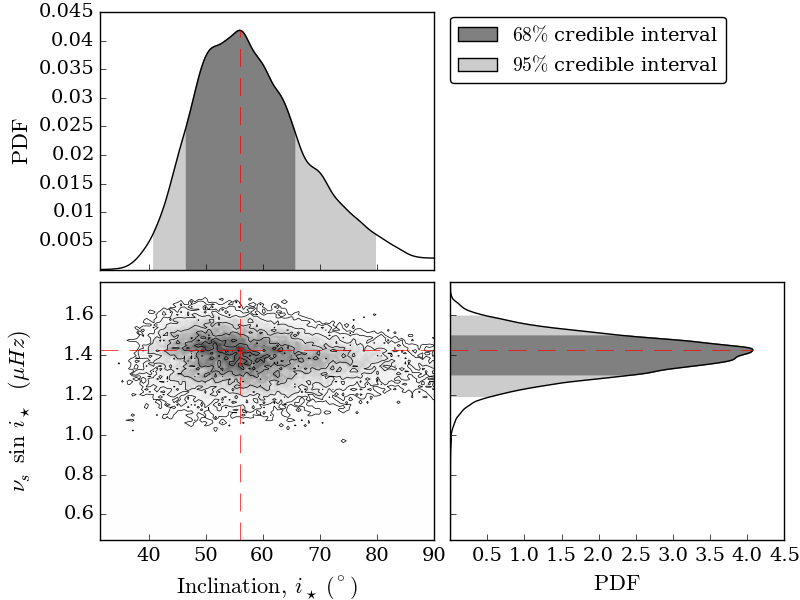 0.045
0.04
0.035
0.03
0.025
0.02
0.015
0.01
0.005
PDF
68% credible interval
95% credible interval
1.6
1.4
1.2
1.0
0.8
0.6
ν_s sin i_⋆ (μHz)
40 50 60 70 80 90
Inclination, i_⋆ (°)
0.5 1.0 1.5 2.0 2.5 3.0 3.5 4.0 4.5
PDF